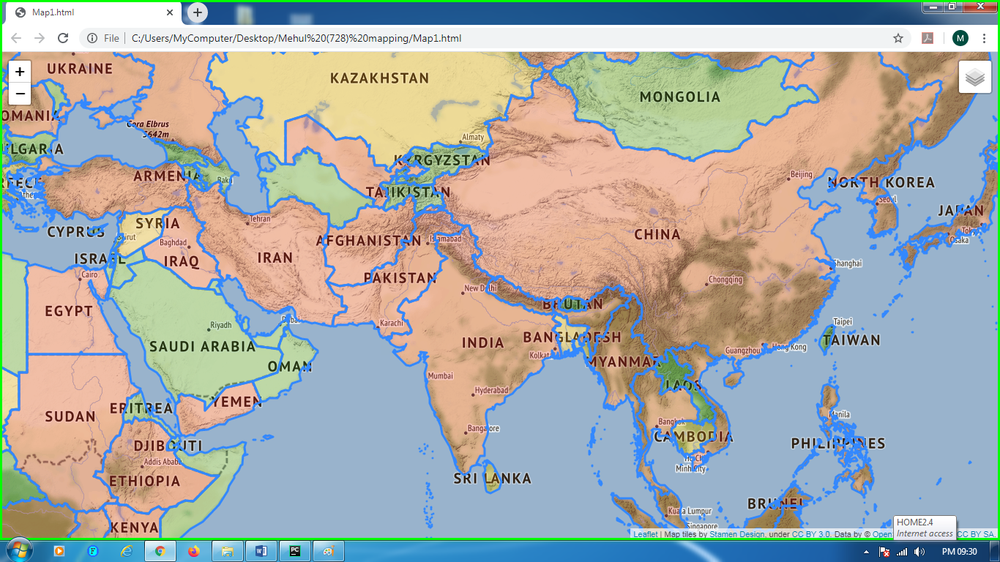 Map1.html
File
C:/Users/MyComputer/Desktop/Mehul%20(728)%20mapping/Map1.html
M
+
−
UKRAINE
KAZAKHSTAN
MONGOLIA
OMANIA
Gora Elbrus
5642m
Almaty
ULGARIA
KYRGYZSTAN
ARMENIA
Baku
Beijing
NORTH KOREA
TAJIKISTAN
Seoul
Tehran
JAPAN
CYPRUS
SYRIA
Beirut
Baghdad
AFGHANISTAN
Islamabad
CHINA
Tok
Osaka
ISRAEL
IRAQ
IRAN
Shanghai
Cairo
PAKISTAN
Chongqing
New Delhi
EGYPT
BHUTAN
Riyadh
Dubai
Karachi
Taipei
SAUDI ARABIA
INDIA
BANGLADESH
TAIWAN
Kolkata
Guangzhou
Hong Kong
OMAN
MYANMAR
Mumbai
LAOS
Hyderabad
YEMEN
ERITREA
SUDAN
Manila
Bangkok
Bangalore
CAMBODIA
DJIBOUTI
PHILIPPINES
Addis Ababa
Ho Chi
Minh City
ETHIOPIA
SRI LANKA
BRUNEI
Kuala Lumpur
KENYA
Singapore
HOME2.4
Internet access
Leaflet | Map tiles by Stamen Design, under CC BY 3.0. Data by © Open CC BY SA.
W
PC
PM 09:30